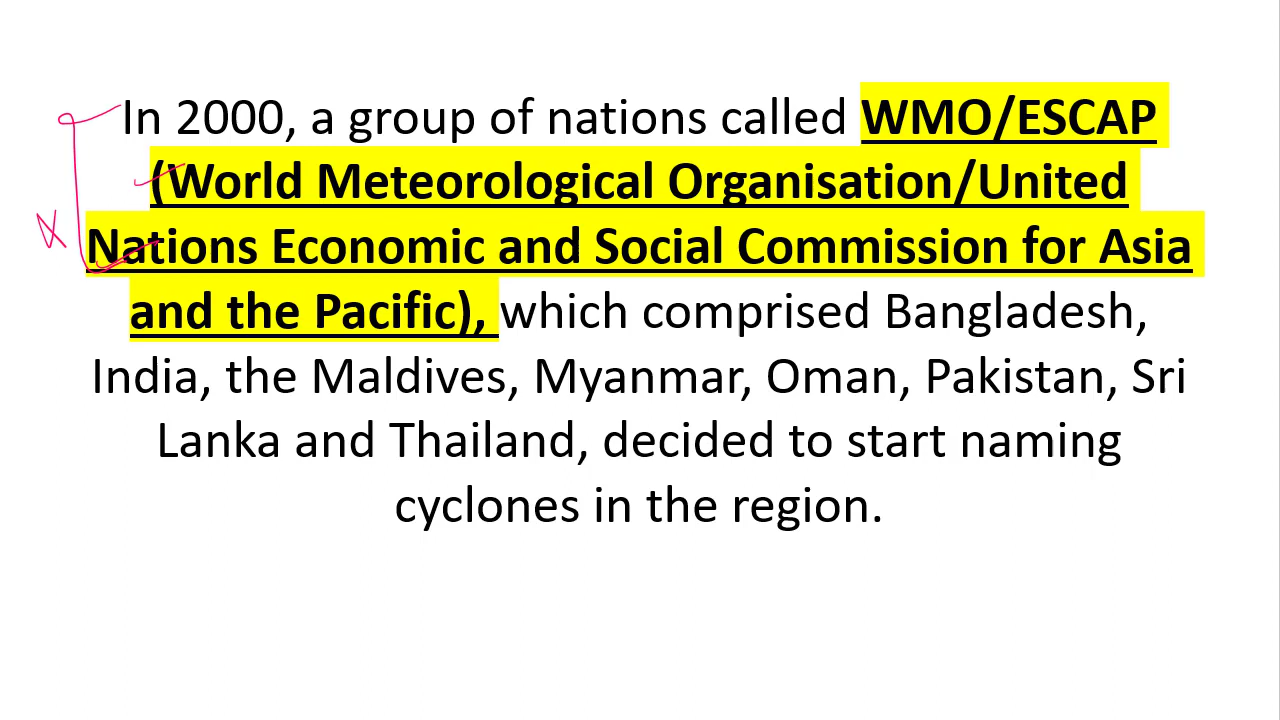 In 2000, a group of nations called WMO/ESCAP
(World Meteorological Organisation/United
Nations Economic and Social Commission for Asia
and the Pacific), which comprised Bangladesh,
India, the Maldives, Myanmar, Oman, Pakistan, Sri
Lanka and Thailand, decided to start naming
cyclones in the region.